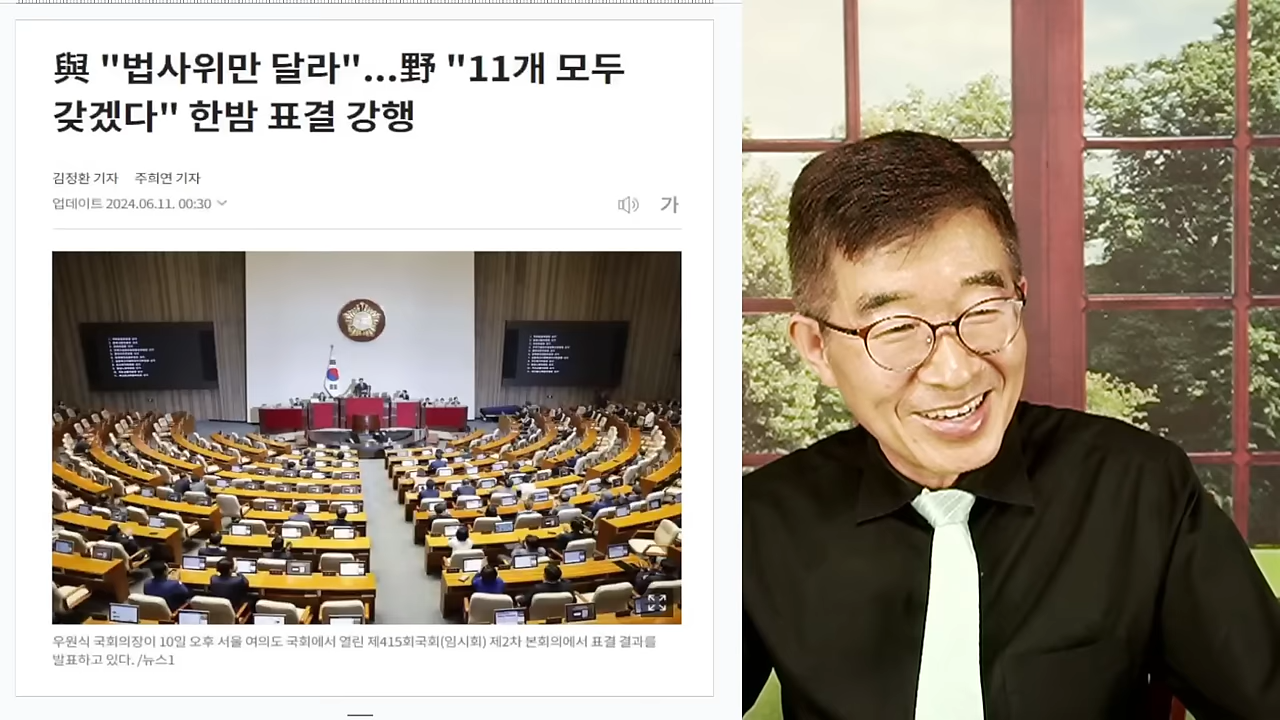 與 "법사위만 달라"...野 "11개 모두
갖겠다" 한밤 표결 강행
김정환 기자 주희연 기자
업데이트 2024.06.11. 00:30
가
우원식 국회의장이 10일 오후 서울 여의도 국회에서 열린 제415회국회(임시회) 제2차 본회의에서 표결 결과를
발표하고 있다. /뉴스1